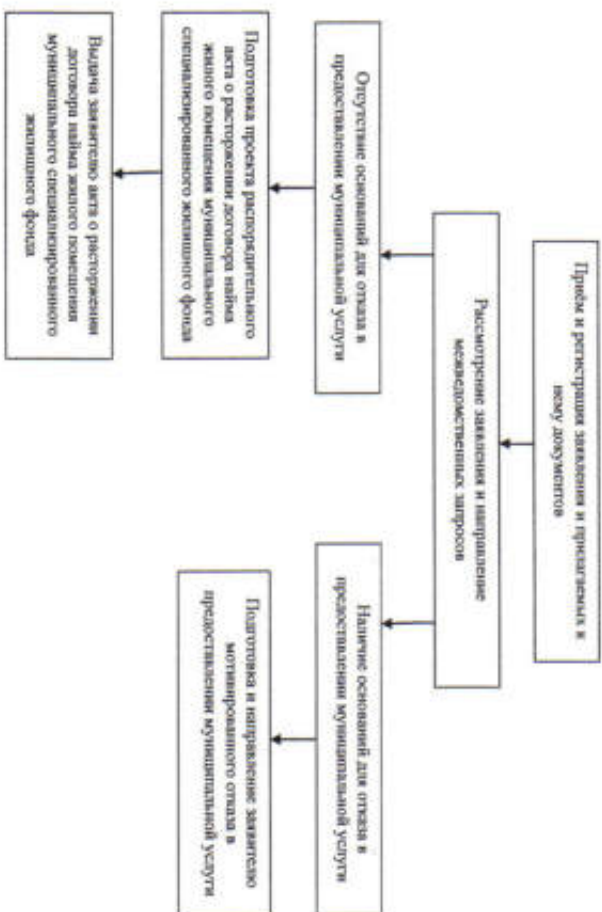 Приём и регистрация заявления и прилагаемых к
нему документов
Рассмотрение заявления и направление
межведомственных запросов
Отсутствие оснований для отказа в
предоставлении муниципальной услуги
Подготовка проекта распорядительного
акта о расторжении договора найма
жилого помещения муниципального
специализированного жилищного фонда
Выдача заявителю акта о расторжении
договора найма жилого помещения
муниципального специализированного
жилищного фонда
Наличие оснований для отказа в
предоставлении муниципальной услуги
Подготовка и направление заявителю
мотивированного отказа в
предоставлении муниципальной услуги